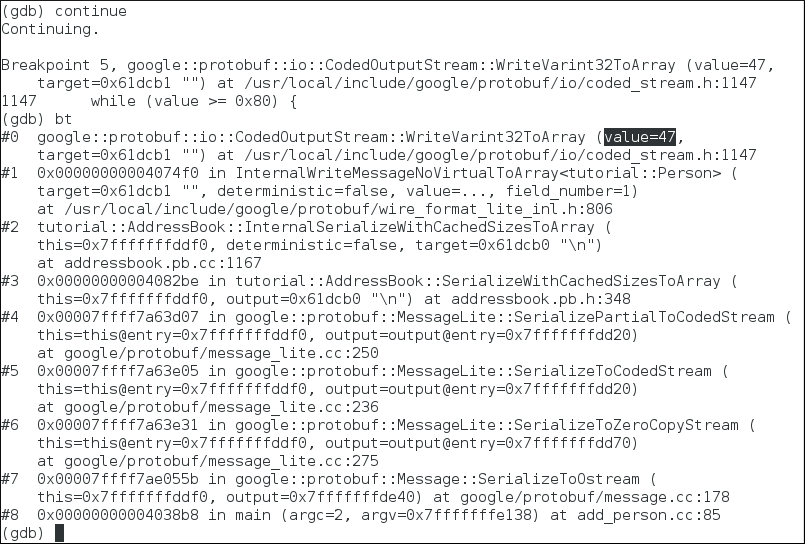 (gdb) continue
Continuing.
Breakpoint 5, google::protobuf::io::CodedOutputStream::WriteVarint32ToArray (value=47,
    target=0x61dcb1 "") at /usr/local/include/google/protobuf/io/coded_stream.h:1147
1147      while (value >= 0x80) {
(gdb) bt
#0  google::protobuf::io::CodedOutputStream::WriteVarint32ToArray (value=47,
    target=0x61dcb1 "") at /usr/local/include/google/protobuf/io/coded_stream.h:1147
#1  0x00000000004074f0 in InternalWriteMessageNoVirtualToArray<tutorial::Person> (
    target=0x61dcb1 "", deterministic=false, value=..., field_number=1)
    at /usr/local/include/google/protobuf/wire_format_lite_inl.h:806
#2  tutorial::AddressBook::InternalSerializeWithCachedSizesToArray (
    this=0x7fffffffddf0, deterministic=false, target=0x61dcb0 "\n")
    at addressbook.pb.cc:1167
#3  0x00000000004082be in tutorial::AddressBook::SerializeWithCachedSizesToArray (
    this=0x7fffffffddf0, output=0x61dcb0 "\n") at addressbook.pb.h:348
#4  0x00007ffff7a63d07 in google::protobuf::MessageLite::SerializePartialToCodedStream (
    this=this@entry=0x7fffffffddf0, output=output@entry=0x7fffffffdd20)
    at google/protobuf/message_lite.cc:250
#5  0x00007ffff7a63e05 in google::protobuf::MessageLite::SerializeToCodedStream (
    this=this@entry=0x7fffffffddf0, output=output@entry=0x7fffffffdd20)
    at google/protobuf/message_lite.cc:236
#6  0x00007ffff7a63e31 in google::protobuf::MessageLite::SerializeToZeroCopyStream (
    this=this@entry=0x7fffffffddf0, output=output@entry=0x7fffffffdd70)
    at google/protobuf/message_lite.cc:275
#7  0x00007ffff7ae055b in google::protobuf::Message::SerializeToOstream (
    this=0x7fffffffddf0, output=0x7fffffffde40) at google/protobuf/message.cc:178
#8  0x00000000004038b8 in main (argc=2, argv=0x7fffffffe138) at add_person.cc:85
(gdb)